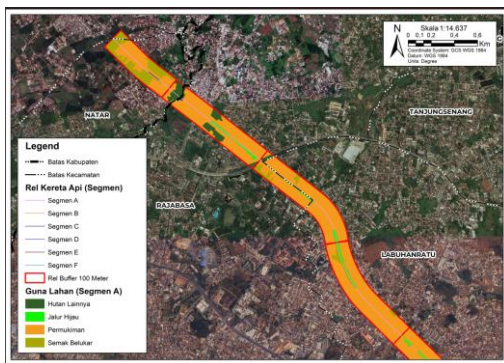 Skala 1:14.637
0 0,1 0,2 0,4 0,6
Km
Coordinate System: GCS WGS 1984
Datum: WGS 1984
Units: Degree
NATAR
TANJUNGSENANG
RAJABASA
LABUHANRATU
Legend
Batas Kabupaten
Batas Kecamatan
Rel Kereta Api (Segmen)
Segmen A
Segmen B
Segmen C
Segmen D
Segmen E
Segmen F
Rel Buffer 100 Meter
Guna Lahan (Segmen A)
Hutan Lainnya
Jalur Hijau
Permukiman
Semak Belukar